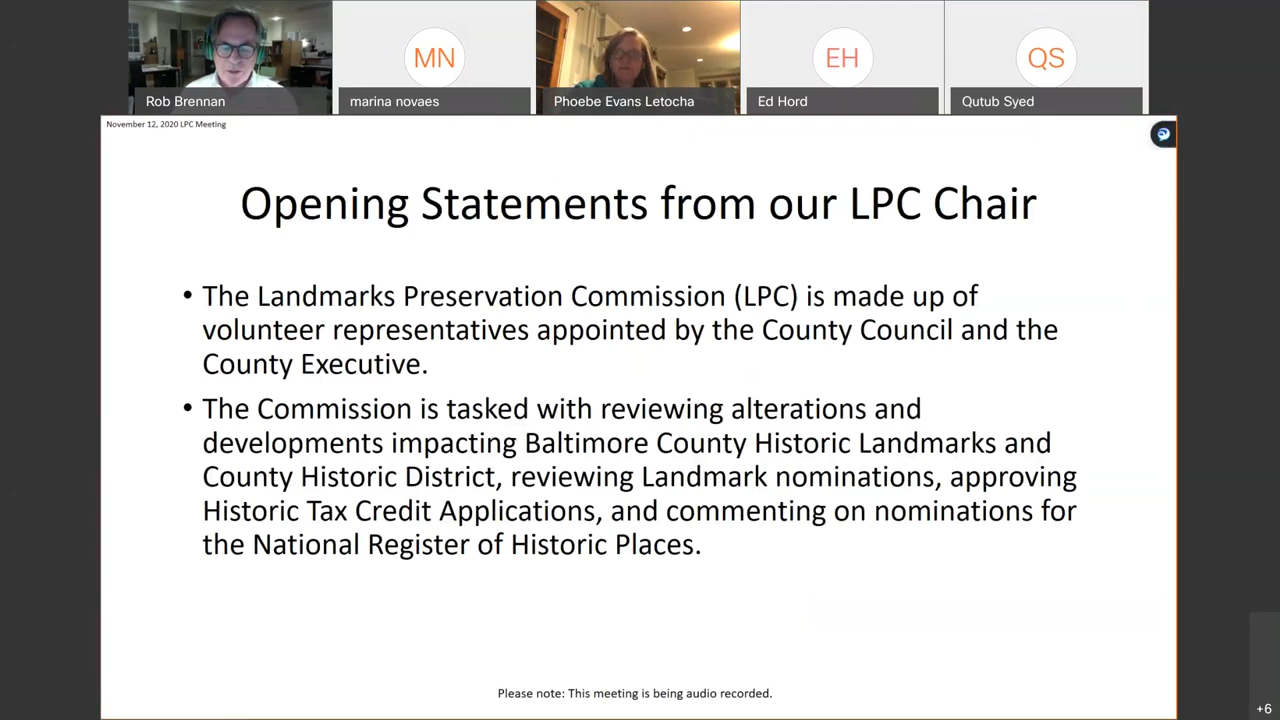 MN
EH
QS
Rob Brennan
marina novaes
Phoebe Evans Letocha
Ed Hord
Qutub Syed
November 12, 2020 LPC Meeting
Opening Statements from our LPC Chair
• The Landmarks Preservation Commission (LPC) is made up of
volunteer representatives appointed by the County Council and the
County Executive.
• The Commission is tasked with reviewing alterations and
developments impacting Baltimore County Historic Landmarks and
County Historic District, reviewing Landmark nominations, approving
Historic Tax Credit Applications, and commenting on nominations for
the National Register of Historic Places.
Please note: This meeting is being audio recorded.
+6